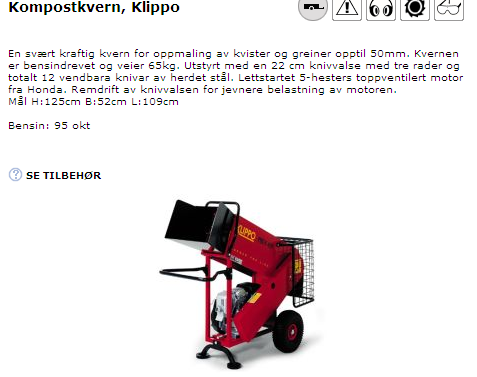 Kompostkvern, Klippo
En svært kraftig kvern for oppmaling av kvister og greiner opptil 50mm. Kvernen
er bensindrevet og veier 65kg. Utstyrt med en 22 cm knivvalse med tre rader og
totalt 12 vendbara knivar av herdet stål. Lettstartet 5-hesters toppventilert motor
fra Honda. Remdrift av knivvalsen for jevnere belastning av motoren.
Mål H:125cm B:52cm L:109cm
Bensin: 95 okt
SE TILBEHØR
KLIPPO